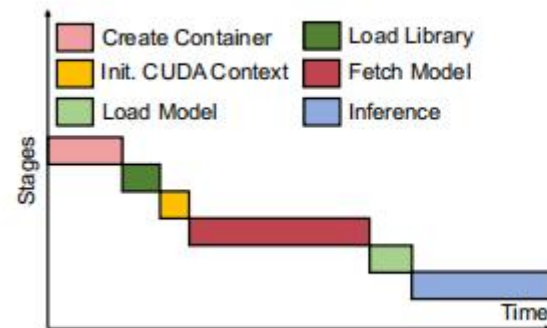 Create Container
Load Library
Init. CUDA Context
Fetch Model
Load Model
Inference
Stages
Time